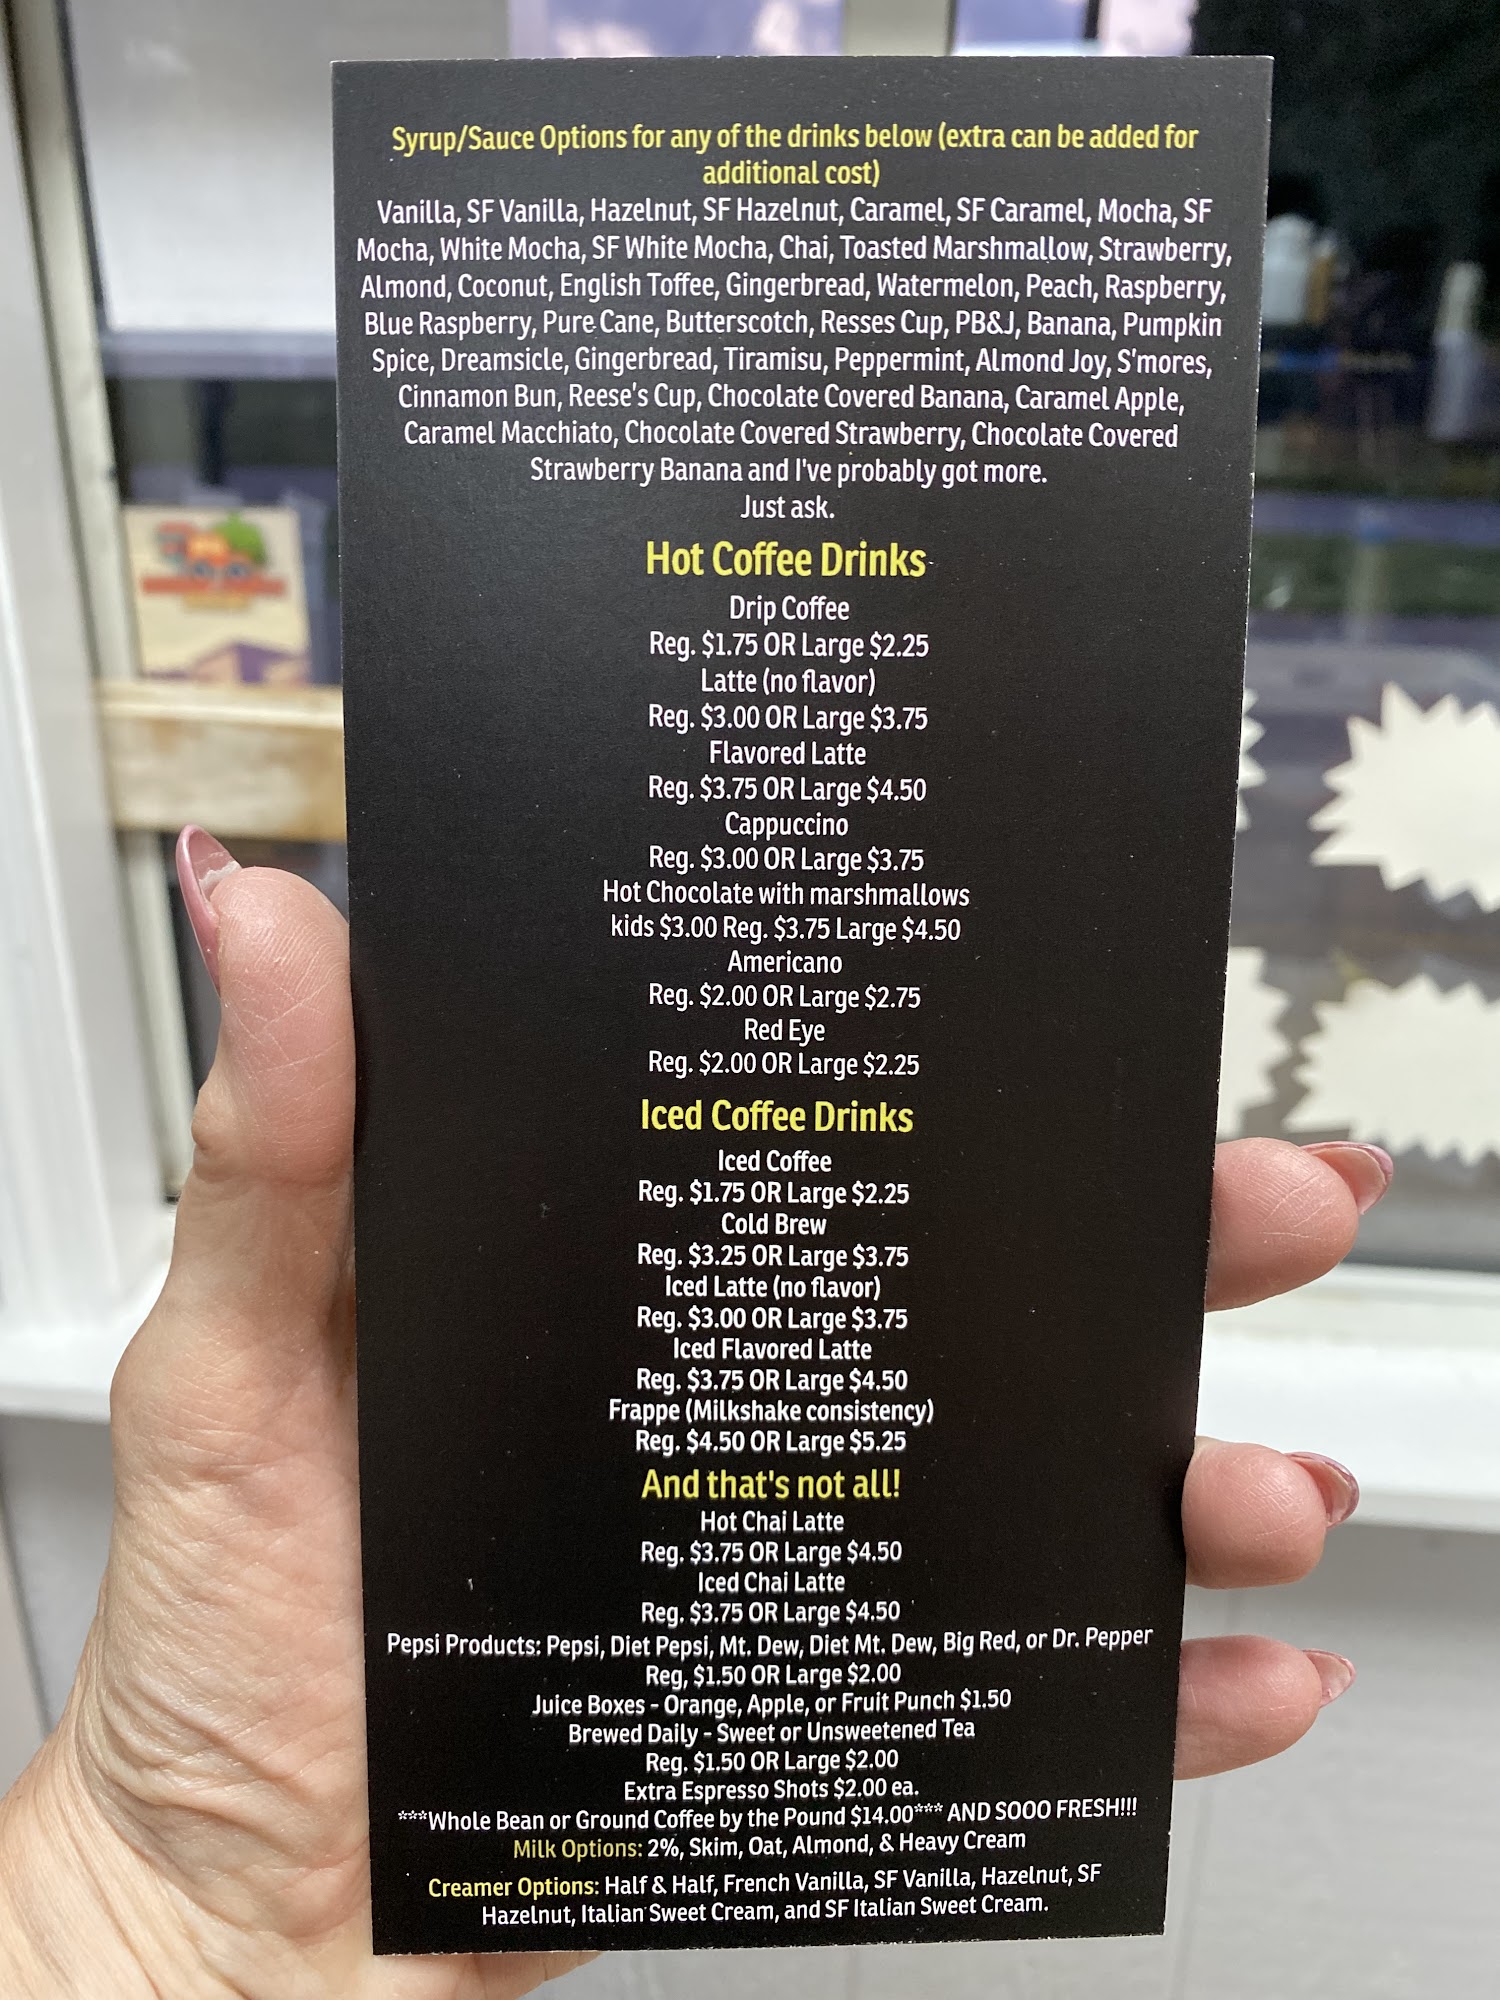 Syrup/Sauce Options for any of the drinks below (extra can be added for
additional cost)
Vanilla, SF Vanilla, Hazelnut, SF Hazelnut, Caramel, SF Caramel, Mocha, SF
Mocha, White Mocha, SF White Mocha, Chai, Toasted Marshmallow, Strawberry,
Almond, Coconut, English Toffee, Gingerbread, Watermelon, Peach, Raspberry,
Blue Raspberry, Pure Cane, Butterscotch, Resses Cup, PB&J, Banana, Pumpkin
Spice, Dreamsicle, Gingerbread, Tiramisu, Peppermint, Almond Joy, S'mores,
Cinnamon Bun, Reese's Cup, Chocolate Covered Banana, Caramel Apple,
Caramel Macchiato, Chocolate Covered Strawberry, Chocolate Covered
Strawberry Banana and I've probably got more.
Just ask.
Hot Coffee Drinks
Drip Coffee
Reg. $1.75 OR Large $2.25
Latte (no flavor)
Reg. $3.00 OR Large $3.75
Flavored Latte
Reg. $3.75 OR Large $4.50
Cappuccino
Reg. $3.00 OR Large $3.75
Hot Chocolate with marshmallows
kids $3.00 Reg. $3.75 Large $4.50
Americano
Reg. $2.00 OR Large $2.75
Red Eye
Reg. $2.00 OR Large $2.25
Iced Coffee Drinks
Iced Coffee
Reg. $1.75 OR Large $2.25
Cold Brew
Reg. $3.25 OR Large $3.75
Iced Latte (no flavor)
Reg. $3.00 OR Large $3.75
Iced Flavored Latte
Reg. $3.75 OR Large $4.50
Frappe (Milkshake consistency)
Reg. $4.50 OR Large $5.25
And that's not all!
Hot Chai Latte
Reg. $3.75 OR Large $4.50
Iced Chai Latte
Reg. $3.75 OR Large $4.50
Pepsi Products: Pepsi, Diet Pepsi, Mt. Dew, Diet Mt. Dew, Big Red, or Dr. Pepper
Reg, $1.50 OR Large $2.00
Juice Boxes - Orange, Apple, or Fruit Punch $1.50
Brewed Daily - Sweet or Unsweetened Tea
Reg. $1.50 OR Large $2.00
Extra Espresso Shots $2.00 ea.
***Whole Bean or Ground Coffee by the Pound $14.00*** AND SOOO FRESH!!!
Milk Options: 2%, Skim, Oat, Almond, & Heavy Cream
Creamer Options: Half & Half, French Vanilla, SF Vanilla, Hazelnut, SF
Hazelnut, Italian Sweet Cream, and SF Italian Sweet Cream.